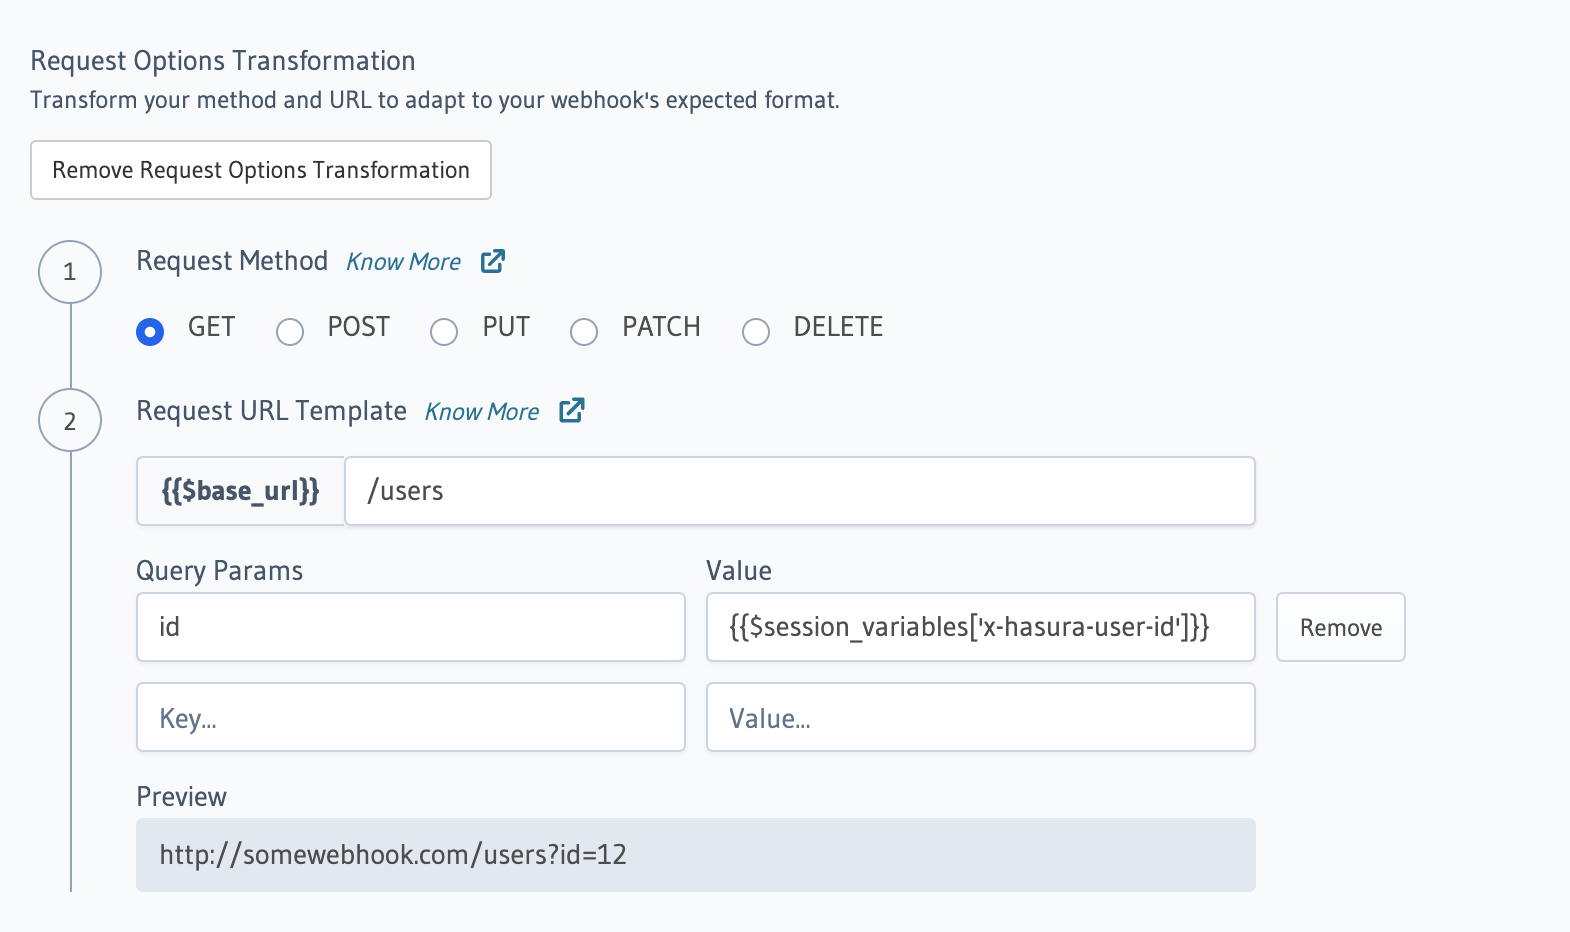 Request Options Transformation
Transform your method and URL to adapt to your webhook's expected format.
Remove Request Options Transformation
1
Request Method Know More
GET POST PUT PATCH DELETE
2
Request URL Template Know More
{{$base_url}} /users
Query Params Value
id {{$session_variables['x-hasura-user-id']}} Remove
Key... Value...
Preview
http://somewebhook.com/users?id=12